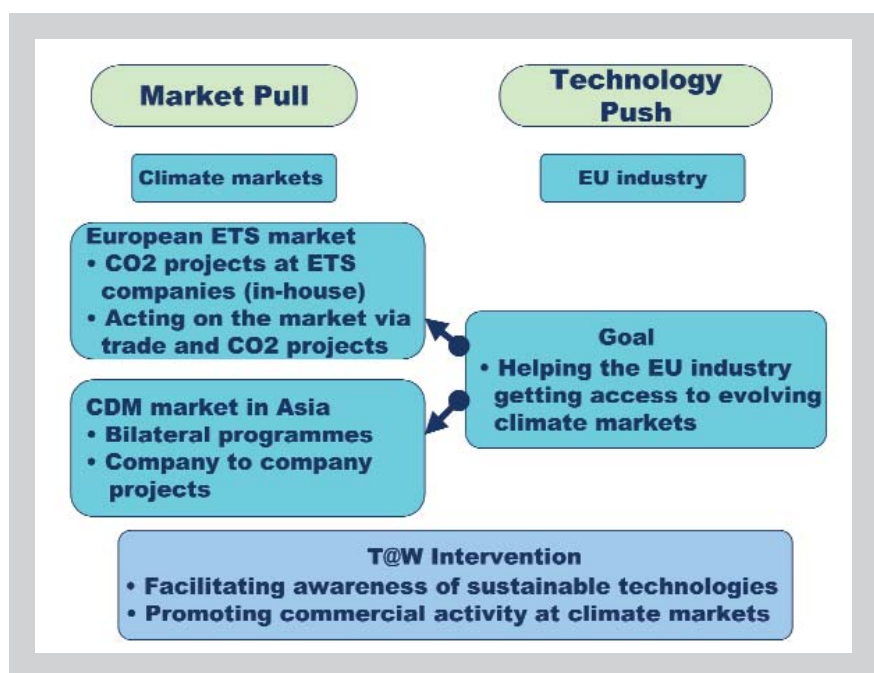 Market Pull
Technology
Push
Climate markets
EU industry
European ETS market
• CO2 projects at ETS
companies (in-house)
• Acting on the market via
trade and CO2 projects
Goal
• Helping the EU industry
getting access to evolving
climate markets
CDM market in Asia
• Bilateral programmes
• Company to company
projects
T@W Intervention
• Facilitating awareness of sustainable technologies
• Promoting commercial activity at climate markets